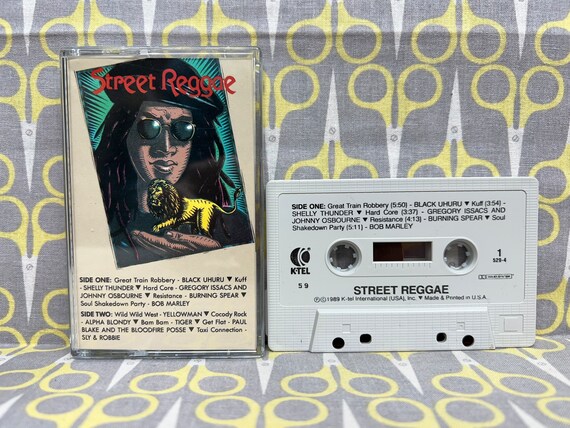 Street Reggae
SIDE ONE: Great Train Robbery - BLACK UHURU ▼ Kuff
- SHELLY THUNDER ▼ Hard Core - GREGORY ISSACS AND
JOHNNY OSBOURNE ▼ Resistance - BURNING SPEAR ▼
Soul Shakedown Party - BOB MARLEY
SIDE TWO: Wild Wild West - YELLOWMAN ▼ Cocody Rock
- ALPHA BLONDY ▼ Bam Bam - TIGER ▼ Get Flat - PAUL
BLAKE AND THE BLOODFIRE POSSE ▼ Taxi Connection -
SLY & ROBBIE
SIDE ONE: Great Train Robbery (5:50) - BLACK UHURU ▼ Kuff (3:54) -
SHELLY THUNDER ▼ Hard Core (3:37) - GREGORY ISSACS AND
JOHNNY OSBOURNE ▼ Resistance (4:13) - BURNING SPEAR ▼ Soul
Shakedown Party (5:11) - BOB MARLEY
K-TEL
1
529-4
59
STREET REGGAE
℗© 1989 K-tel International (USA), Inc. ▼ Made & Printed in U.S.A.